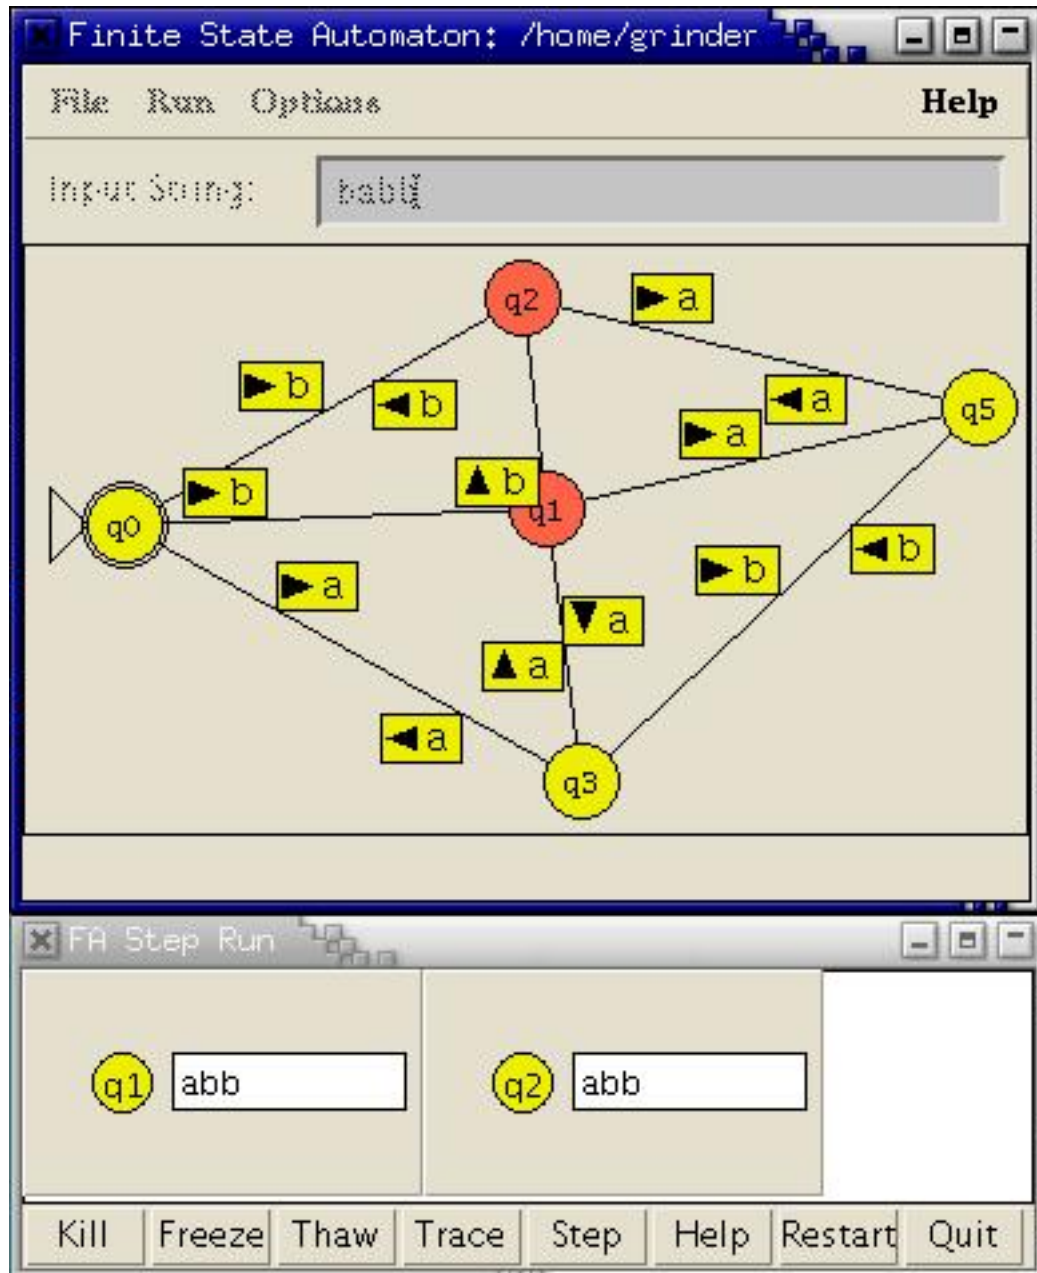 Finite State Automaton: /home/grinder
File Run Options Help
Input String: babb
q2
a
b
b
a
q5
a
b
b
q1
q0
b
b
a
a
a
a
q3
FA Step Run
q1 abb q2 abb
Kill Freeze Thaw Trace Step Help Restart Quit